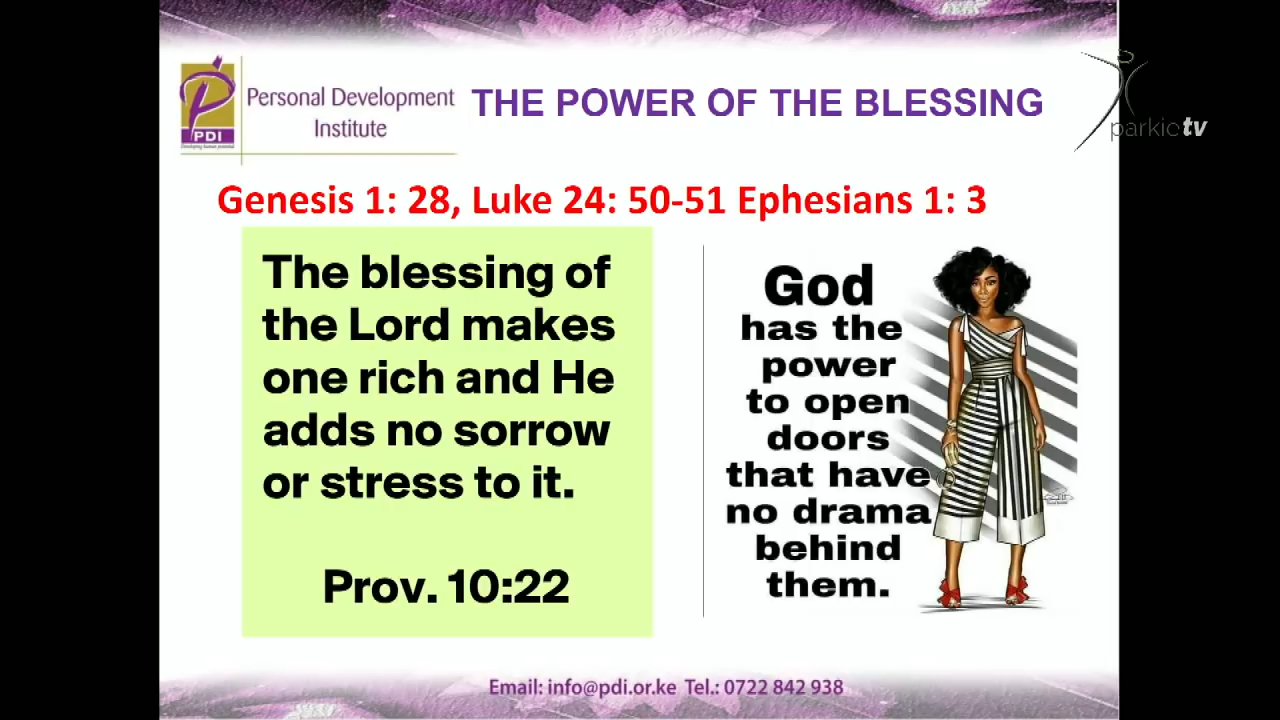 Personal Development
Institute
PDI
Developing human potential
THE POWER OF THE BLESSING
parkiotv
Genesis 1: 28, Luke 24: 50-51 Ephesians 1: 3
The blessing of
the Lord makes
one rich and He
adds no sorrow
or stress to it.
Prov. 10:22
God
has the
power
to open
doors
that have
no drama
behind
them.
Email: info@pdi.or.ke Tel.: 0722 842 938